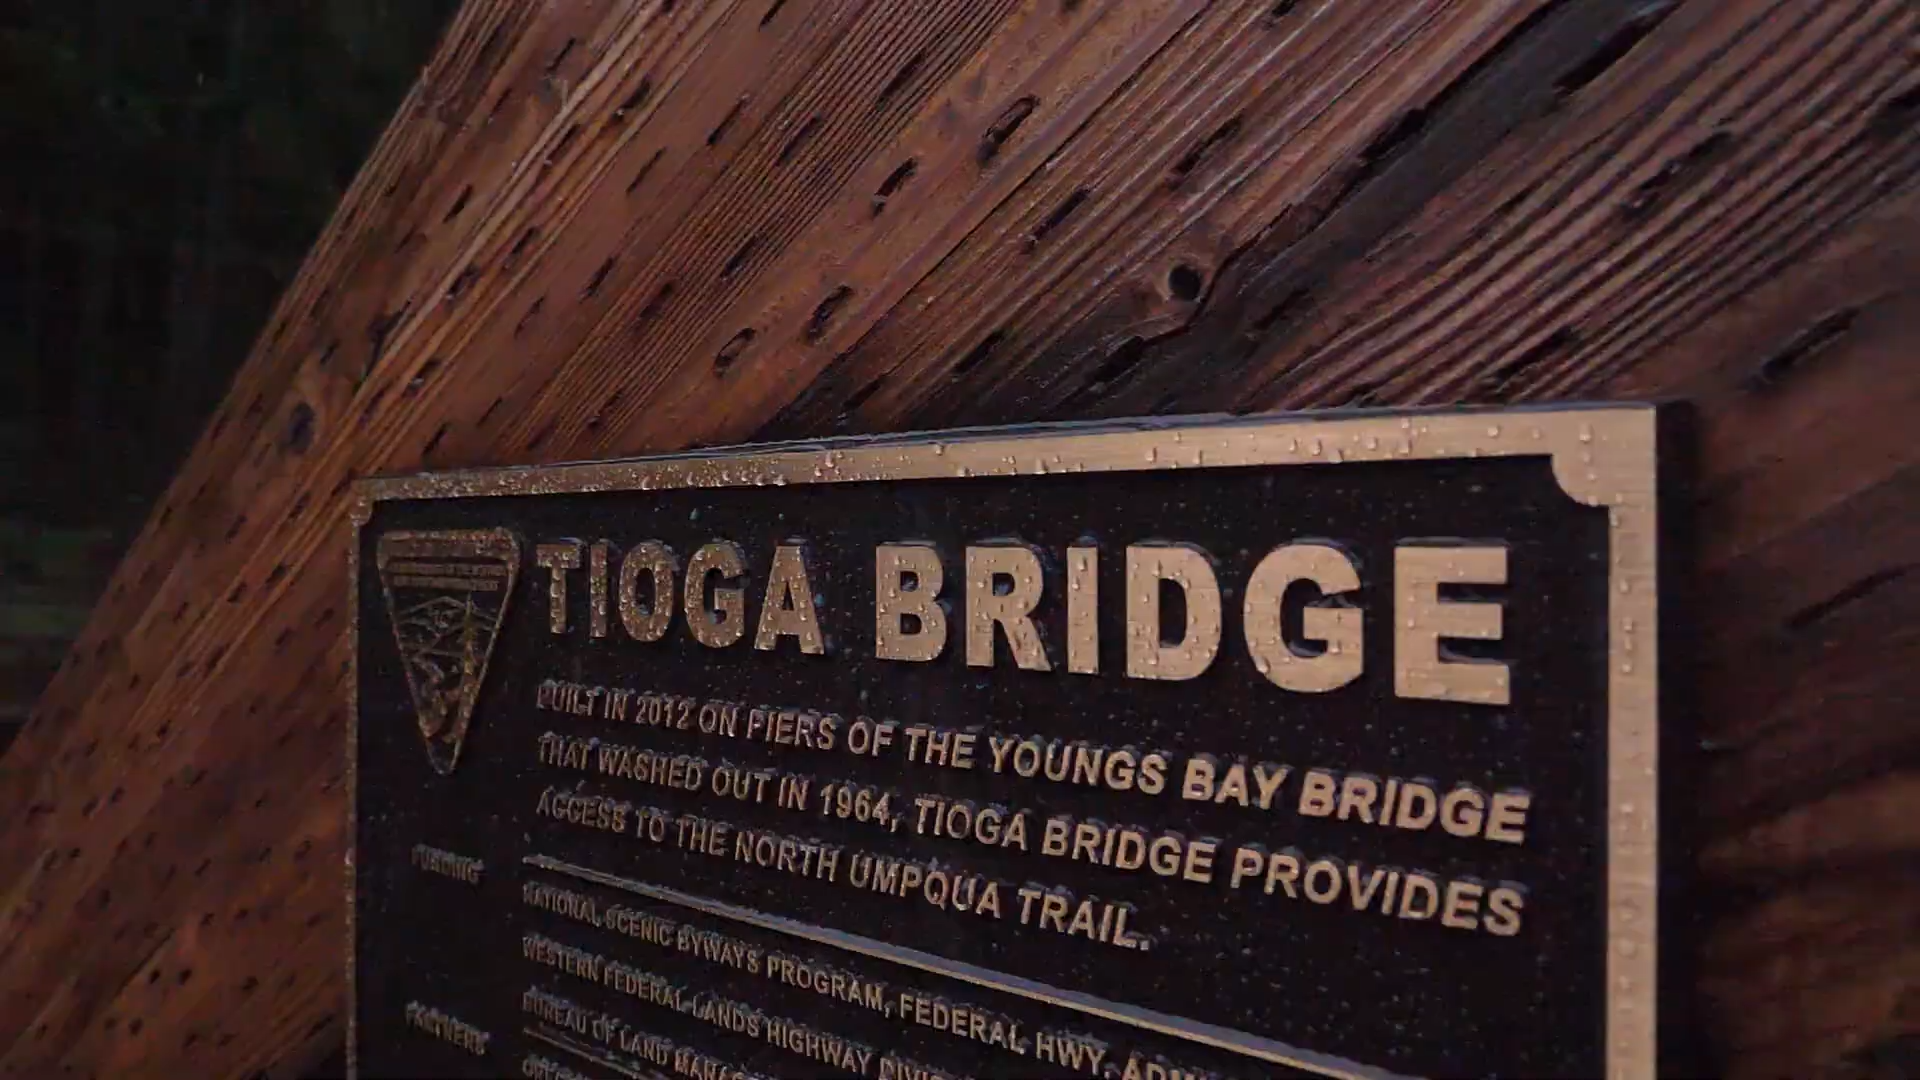 TIOGA BRIDGE
BUILT IN 2012 ON PIERS OF THE YOUNGS BAY BRIDGE
THAT WASHED OUT IN 1964, TIOGA BRIDGE PROVIDES
ACCESS TO THE NORTH UMPQUA TRAIL.
FUNDING
NATIONAL SCENIC BYWAYS PROGRAM, FEDERAL HWY.
WESTERN FEDERAL LANDS HIGHWAY
BUREAU OF LAND
PARTNERS